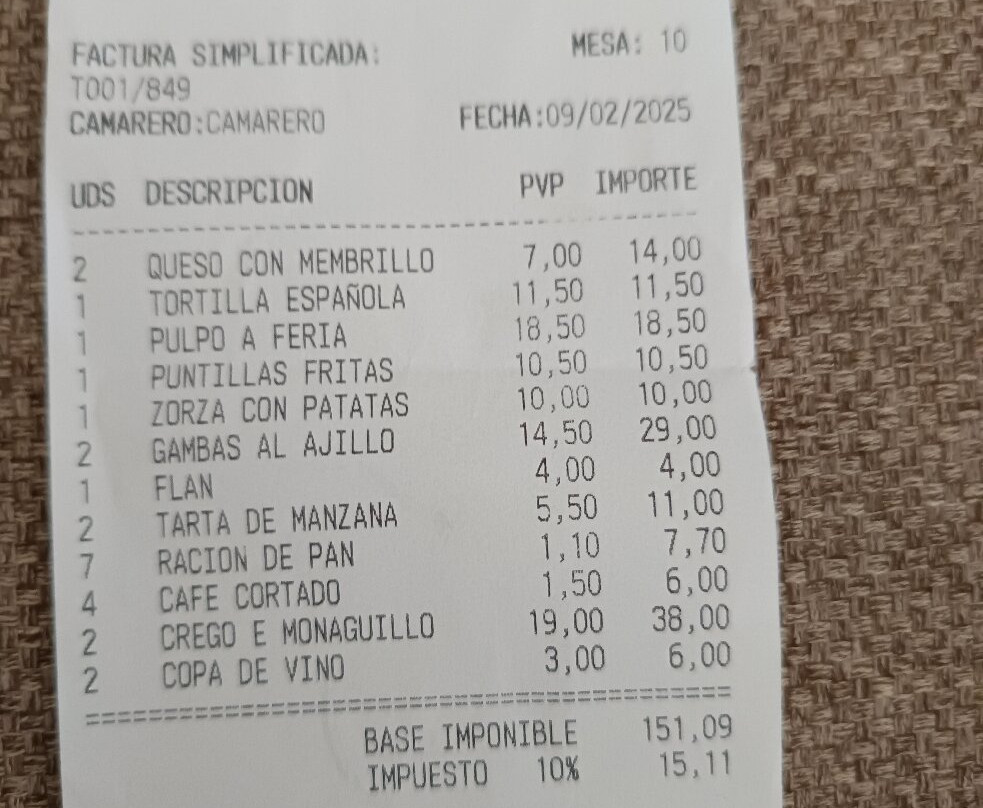 FACTURA SIMPLIFICADA: MESA: 10
T001/849
CAMARERO:CAMARERO FECHA:09/02/2025
UDS DESCRIPCION PVP IMPORTE
2 QUESO CON MEMBRILLO 7,00 14,00
1 TORTILLA ESPAÑOLA 11,50 11,50
1 PULPO A FERIA 18,50 18,50
1 PUNTILLAS FRITAS 10,50 10,50
1 ZORZA CON PATATAS 10,00 10,00
2 GAMBAS AL AJILLO 14,50 29,00
1 FLAN 4,00 4,00
2 TARTA DE MANZANA 5,50 11,00
7 RACION DE PAN 1,10 7,70
4 CAFE CORTADO 1,50 6,00
2 CREGO E MONAGUILLO 19,00 38,00
2 COPA DE VINO 3,00 6,00
BASE IMPONIBLE 151,09
IMPUESTO 10% 15,11